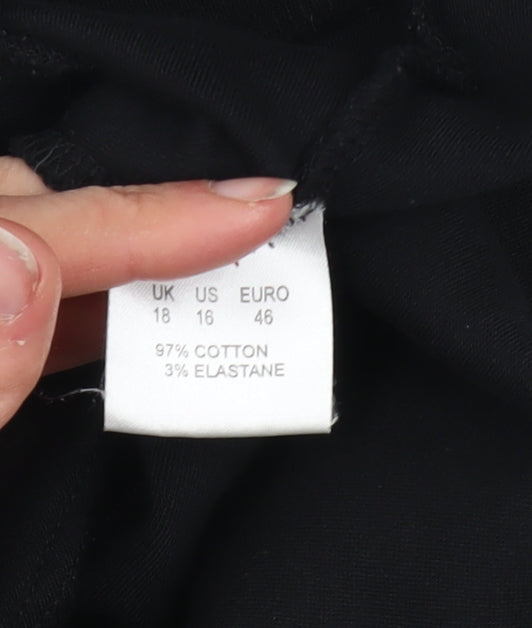 UK US EURO
18 16 46
97% COTTON
3% ELASTANE